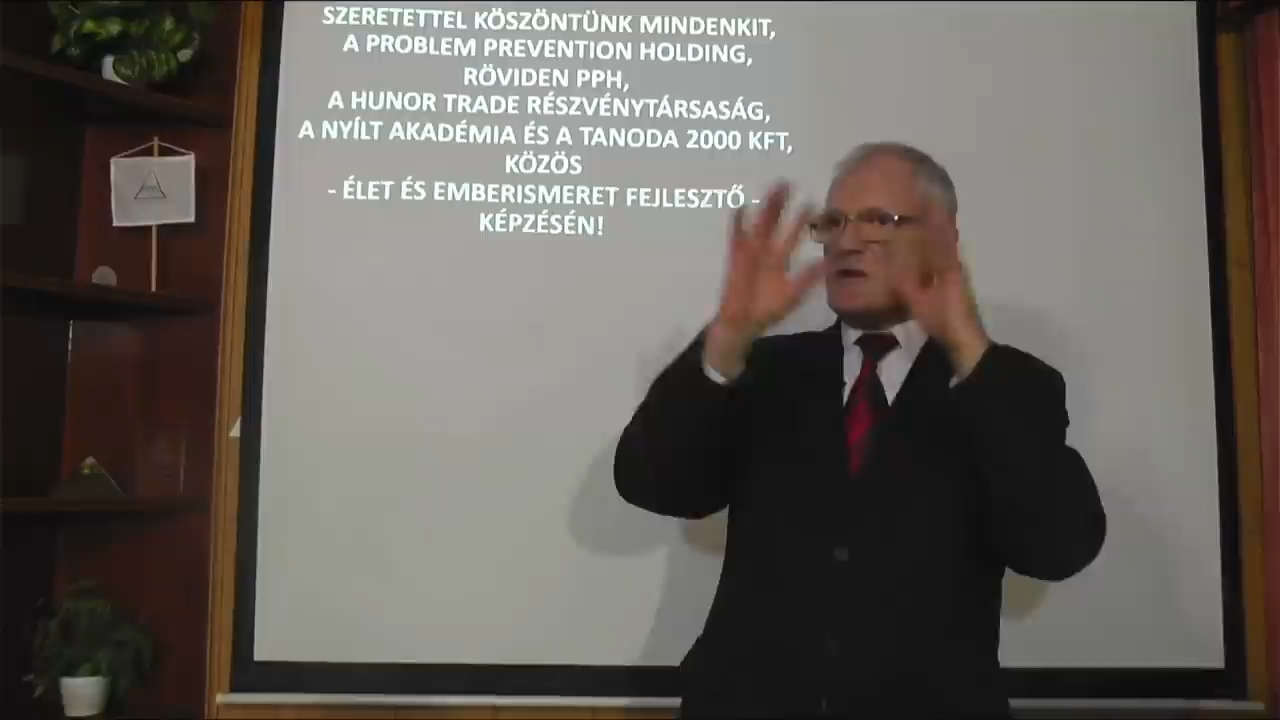 SZERETETTEL KÖSZÖNTÜNK MINDENKIT,
A PROBLEM PREVENTION HOLDING,
RÖVIDEN PPH,
A HUNOR TRADE RÉSZVÉNYTÁRSASÁG,
A NYÍLT AKADÉMIA ÉS A TANODA 2000 KFT,
KÖZÖS
- ÉLET ÉS EMBERISMERET FEJLESZTŐ -
KÉPZÉSÉN!